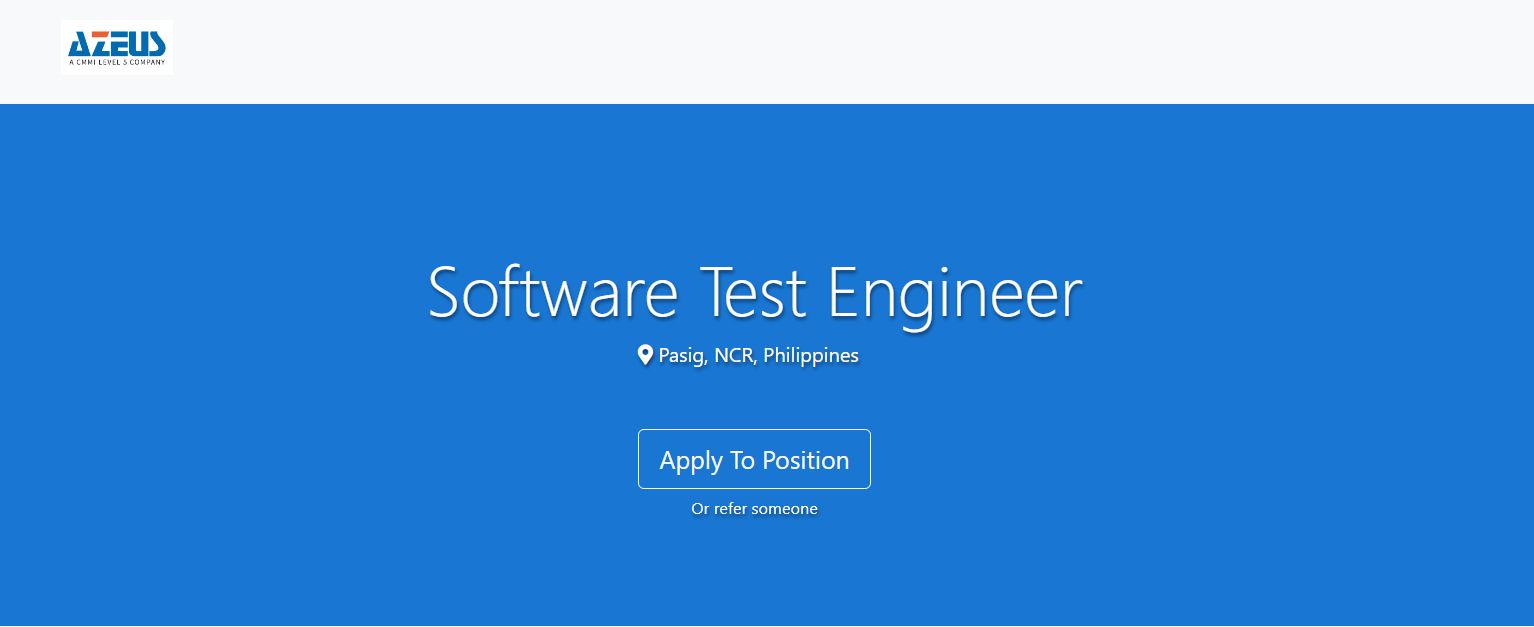 AZEUS
A CMMI LEVEL 5 COMPANY
Software Test Engineer
Pasig, NCR, Philippines
Apply To Position
Or refer someone